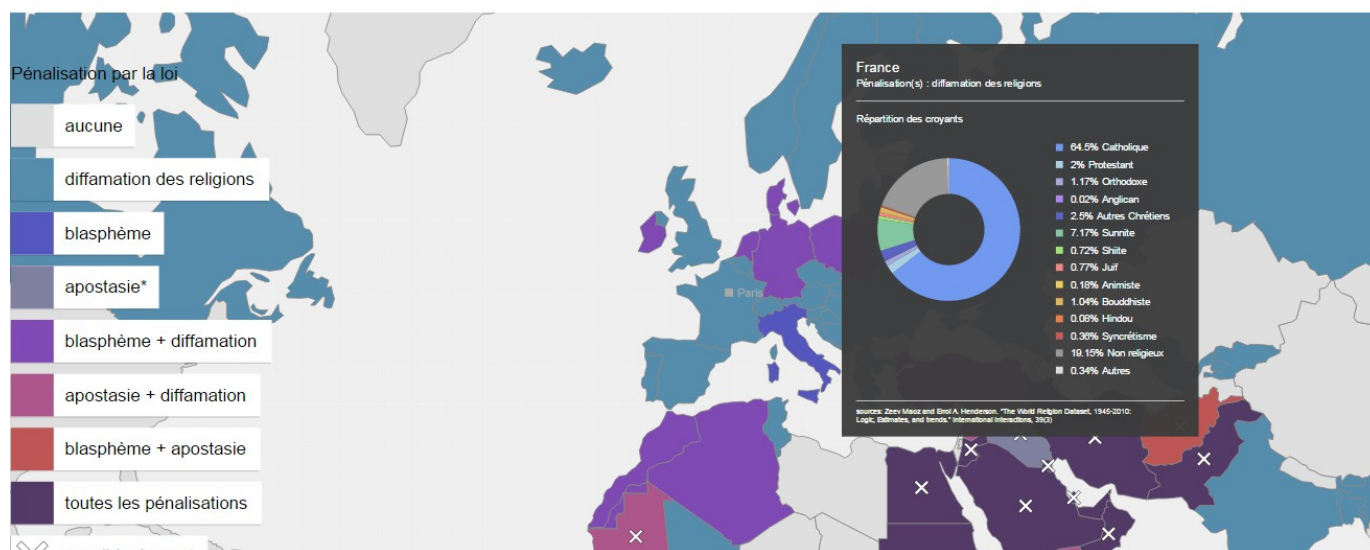 Pénalisation par la loi
aucune
diffamation des religions
blasphème
apostasie*
blasphème + diffamation
apostasie + diffamation
blasphème + apostasie
toutes les pénalisations
Paris
France
Pénalisation(s) : diffamation des religions
Répartition des croyants
64.5% Catholique
2% Protestant
1.17% Orthodoxe
0.02% Anglican
2.5% Autres Chrétiens
7.17% Sunnite
0.72% Shiite
0.77% Juif
0.18% Animiste
1.04% Bouddhiste
0.08% Hindou
0.36% Syncrétisme
19.15% Non religieux
0.34% Autres
sources: Zeev Maoz and Errol A. Henderson. "The World Religion Dataset, 1945-2010:
Logic, Estimates, and trends." International Interactions, 39(3)